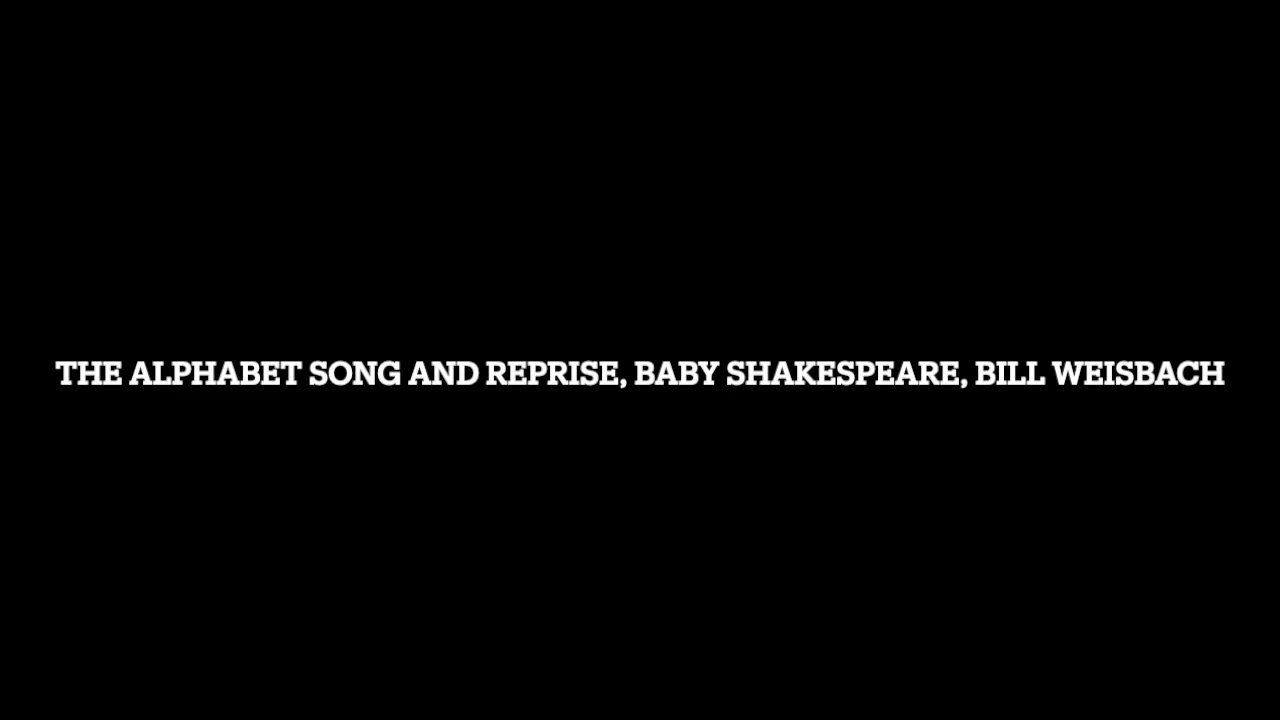 THE ALPHABET SONG AND REPRISE, BABY SHAKESPEARE, BILL WEISBACH